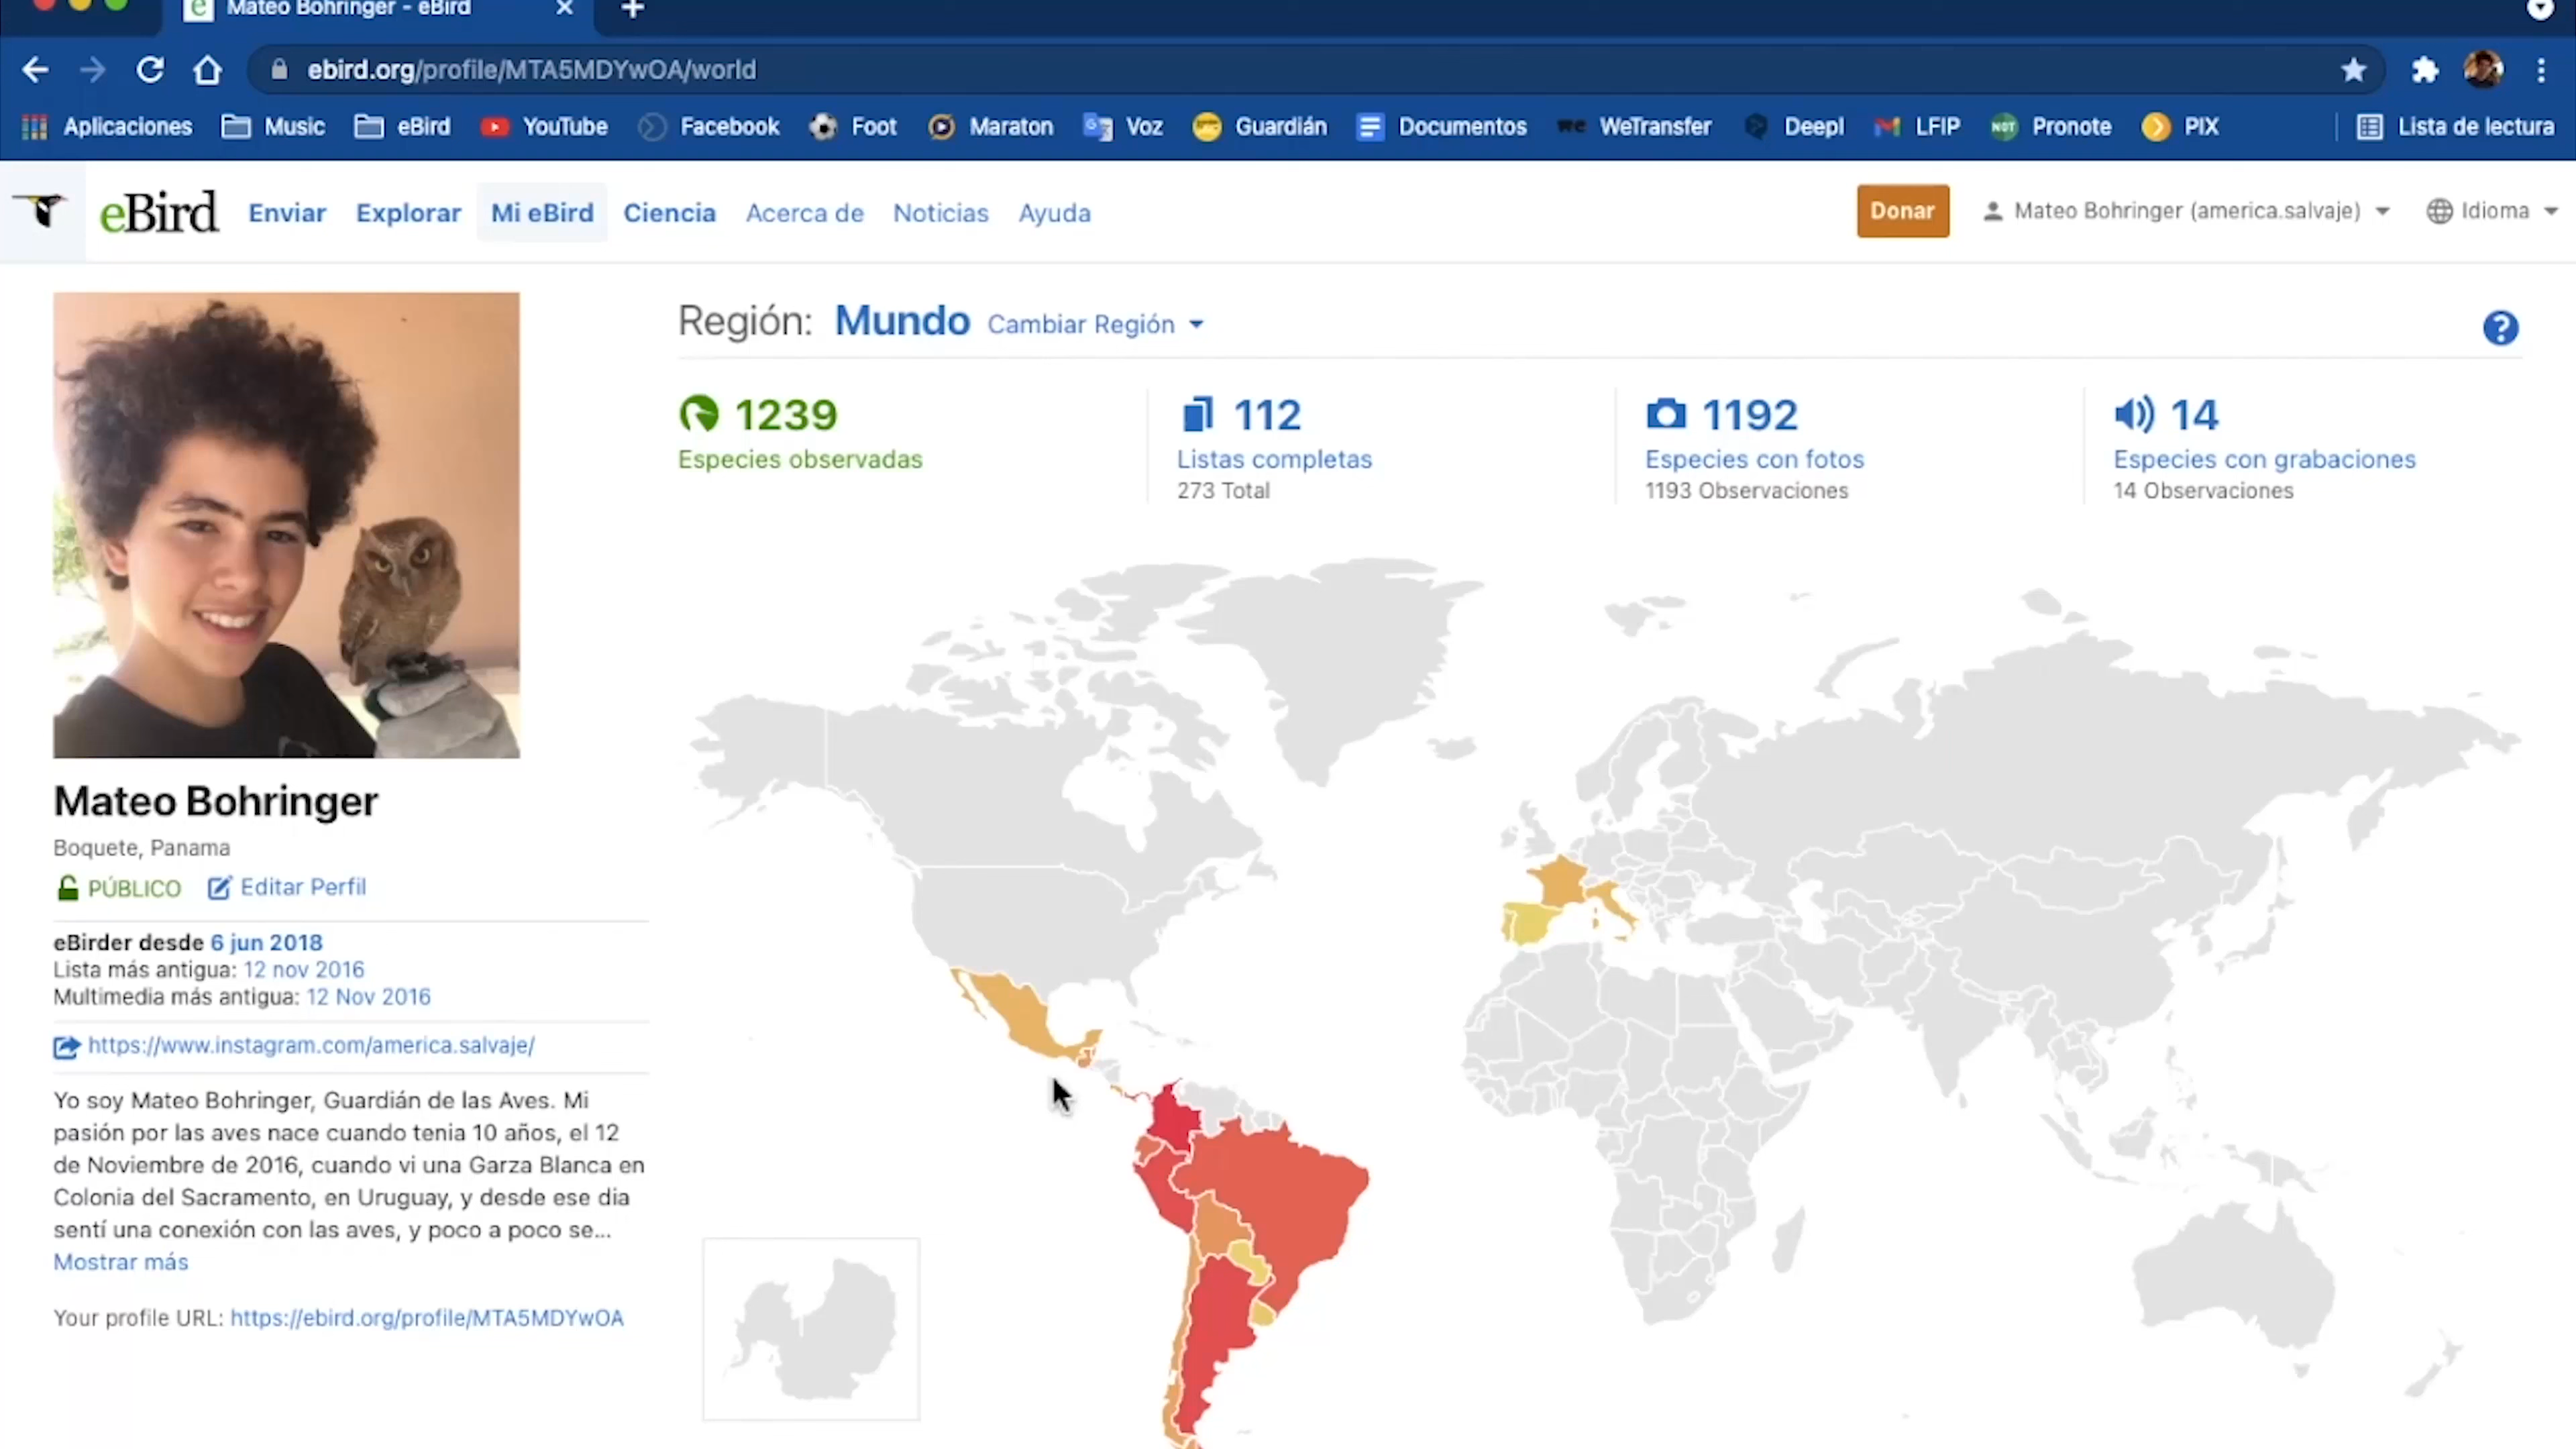 Mateo Bohringer - eBird
ebird.org/profile/MTA5MDYwOA/world
Aplicaciones Music eBird YouTube Facebook Foot Maraton Voz Guardián Documentos WeTransfer Deepl LFIP Pronote PIX Lista de lectura
eBird Enviar Explorar Mi eBird Ciencia Acerca de Noticias Ayuda Donar Mateo Bohringer (america.salvaje) Idioma
Región: Mundo Cambiar Región
1239 112 1192 14
Especies observadas Listas completas Especies con fotos Especies con grabaciones
273 Total 1193 Observaciones 14 Observaciones
Mateo Bohringer
Boquete, Panama
PÚBLICO Editar Perfil
eBirder desde 6 jun 2018
Lista más antigua: 12 nov 2016
Multimedia más antigua: 12 Nov 2016
https://www.instagram.com/america.salvaje/
Yo soy Mateo Bohringer, Guardián de las Aves. Mi
pasión por las aves nace cuando tenia 10 años, el 12
de Noviembre de 2016, cuando vi una Garza Blanca en
Colonia del Sacramento, en Uruguay, y desde ese dia
sentí una conexión con las aves, y poco a poco se...
Mostrar más
Your profile URL: https://ebird.org/profile/MTA5MDYwOA